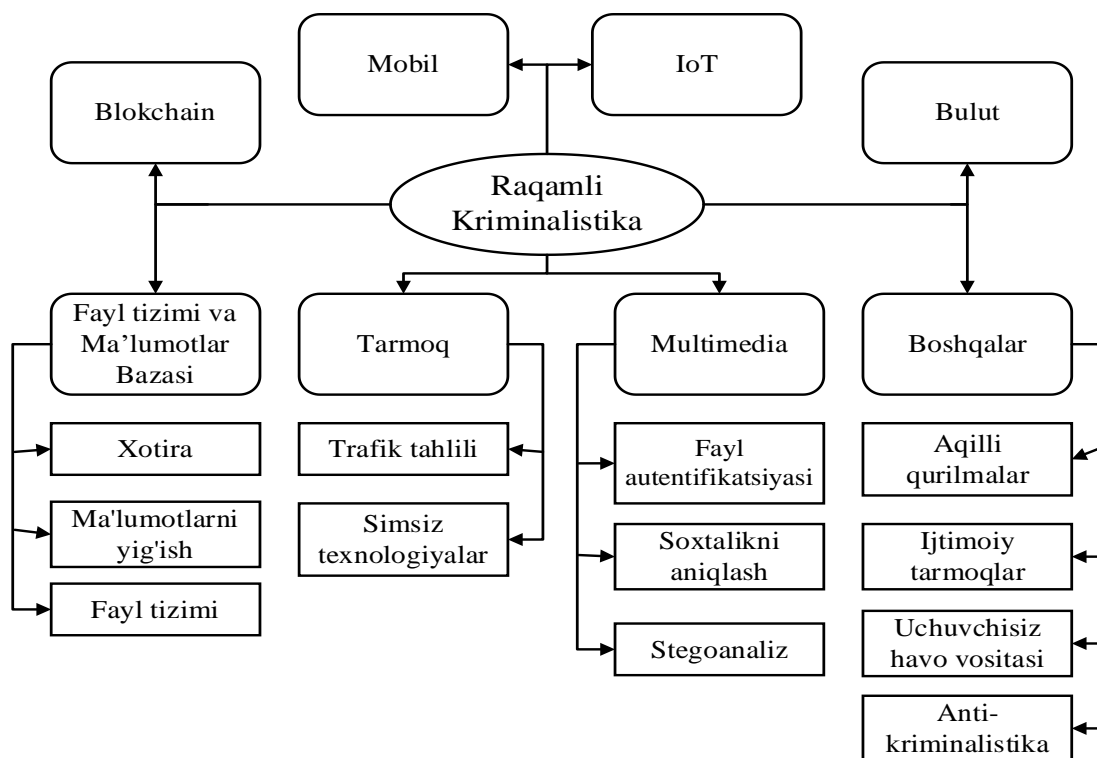 Mobil
IoT
Blokchain
Bulut
Raqamli
Kriminalistika
Fayl tizimi va
Ma’lumotlar
Bazasi
Tarmoq
Multimedia
Boshqalar
Xotira
Ma'lumotlarni
yig'ish
Fayl tizimi
Trafik tahlili
Simsiz
texnologiyalar
Fayl
autentifikatsiyasi
Soxtalikni
aniqlash
Stegoanaliz
Aqilli
qurilmalar
Ijtimoiy
tarmoqlar
Uchuvchisiz
havo vositasi
Anti-
kriminalistika